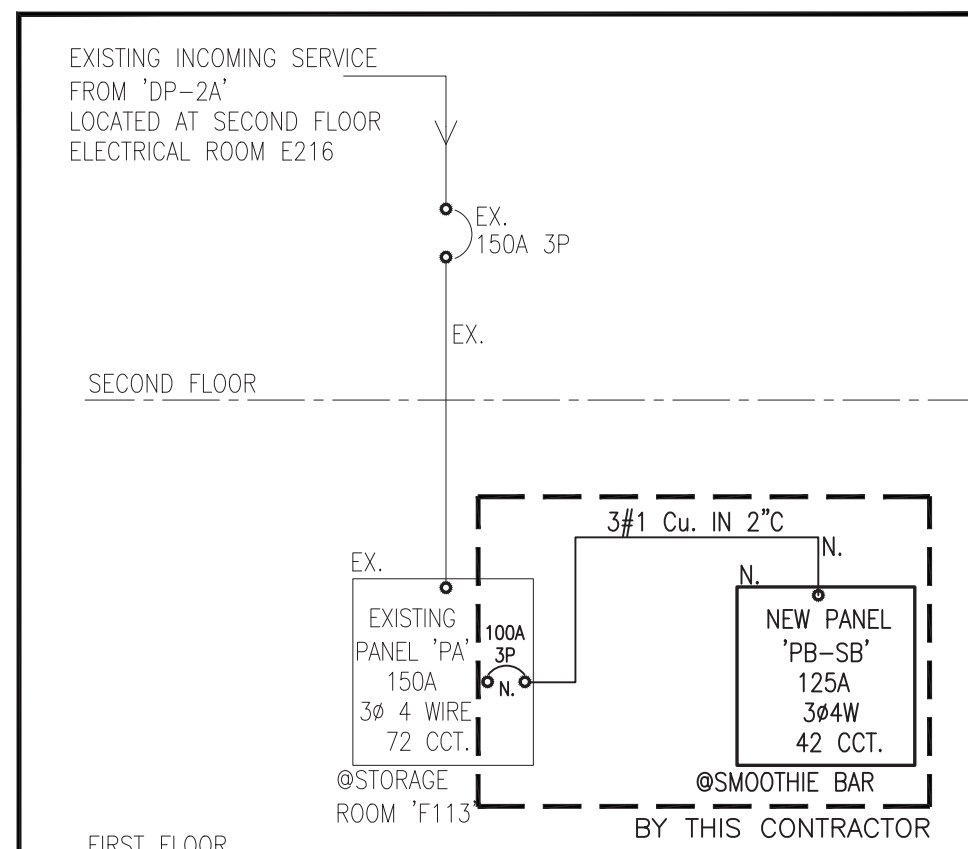 EXISTING INCOMING SERVICE
FROM 'DP-2A'
LOCATED AT SECOND FLOOR
ELECTRICAL ROOM E216
EX.
150A 3P
EX.
SECOND FLOOR
3#1 Cu. IN 2"C
N.
EX.
N.
EXISTING
PANEL 'PA'
150A
3ø 4 WIRE
72 CCT.
100A
3P
N.
NEW PANEL
'PB-SB'
125A
3ø4W
42 CCT.
@STORAGE
ROOM 'F113'
@SMOOTHIE BAR
BY THIS CONTRACTOR
FIRST FLOOR